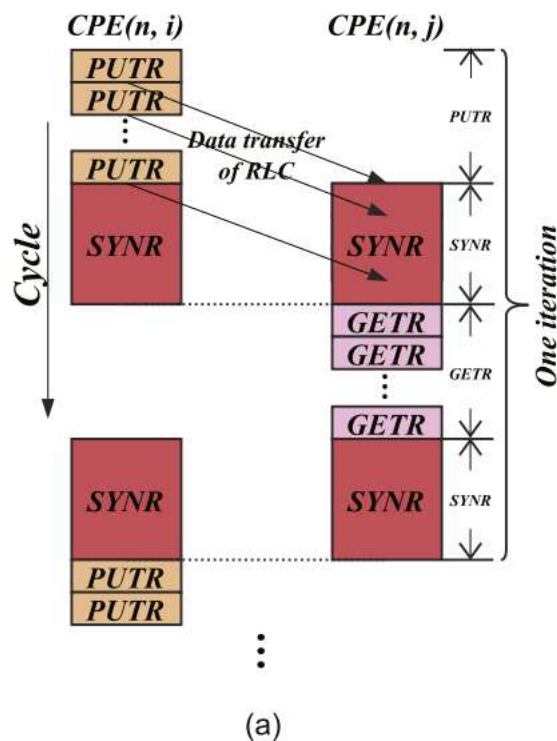 CPE(n, i) CPE(n, j)
PUTR
PUTR
PUTR
Data transfer
of RLC
PUTR
SYNR
SYNR
SYNR
Cycle
GETR
GETR
GETR
GETR
One iteration
SYNR
SYNR
SYNR
PUTR
PUTR
(a)